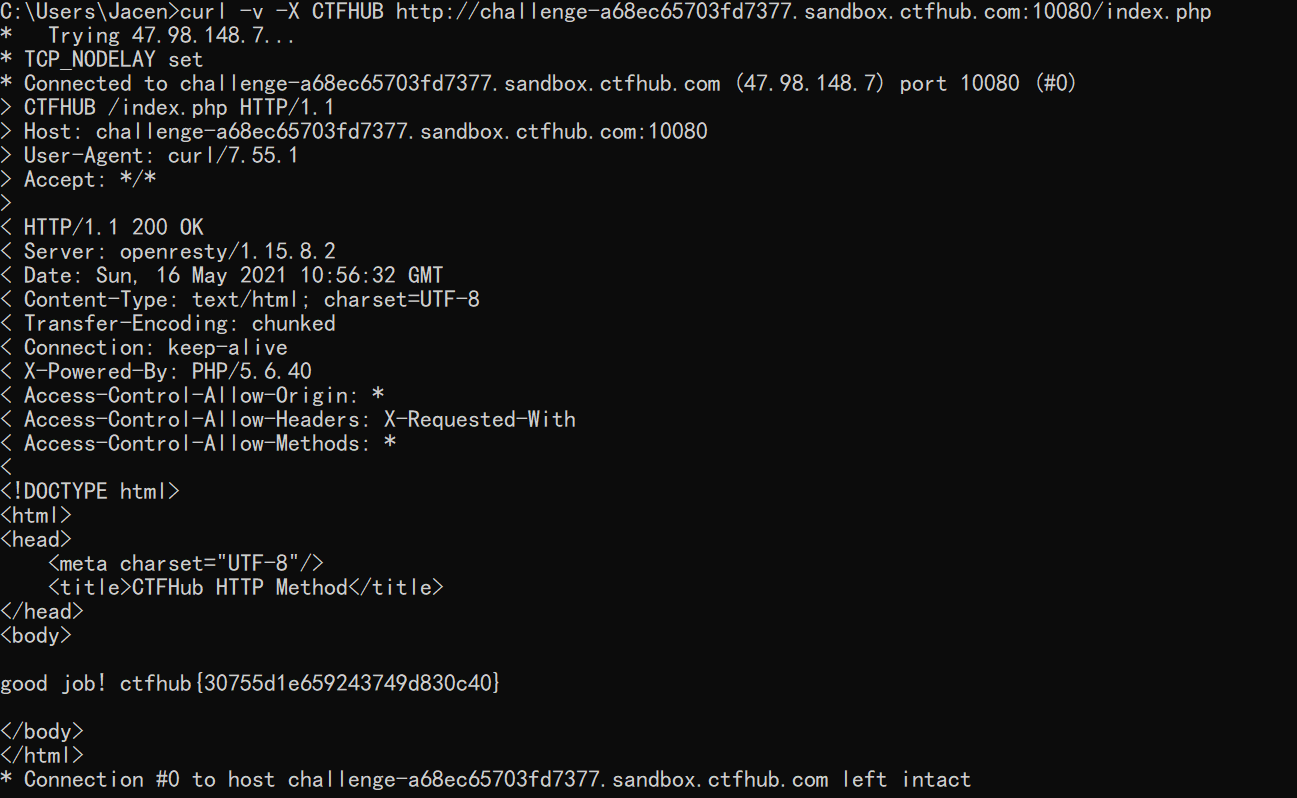 C:\Users\Jacen>curl -v -X CTFHUB http://challenge-a68ec65703fd7377.sandbox.ctfhub.com:10080/index.php
*   Trying 47.98.148.7...
* TCP_NODELAY set
* Connected to challenge-a68ec65703fd7377.sandbox.ctfhub.com (47.98.148.7) port 10080 (#0)
> CTFHUB /index.php HTTP/1.1
> Host: challenge-a68ec65703fd7377.sandbox.ctfhub.com:10080
> User-Agent: curl/7.55.1
> Accept: */*
>
< HTTP/1.1 200 OK
< Server: openresty/1.15.8.2
< Date: Sun, 16 May 2021 10:56:32 GMT
< Content-Type: text/html; charset=UTF-8
< Transfer-Encoding: chunked
< Connection: keep-alive
< X-Powered-By: PHP/5.6.40
< Access-Control-Allow-Origin: *
< Access-Control-Allow-Headers: X-Requested-With
< Access-Control-Allow-Methods: *
<
<!DOCTYPE html>
<html>
<head>
    <meta charset="UTF-8"/>
    <title>CTFHub HTTP Method</title>
</head>
<body>

good job! ctfhub{30755d1e659243749d830c40}

</body>
</html>
* Connection #0 to host challenge-a68ec65703fd7377.sandbox.ctfhub.com left intact